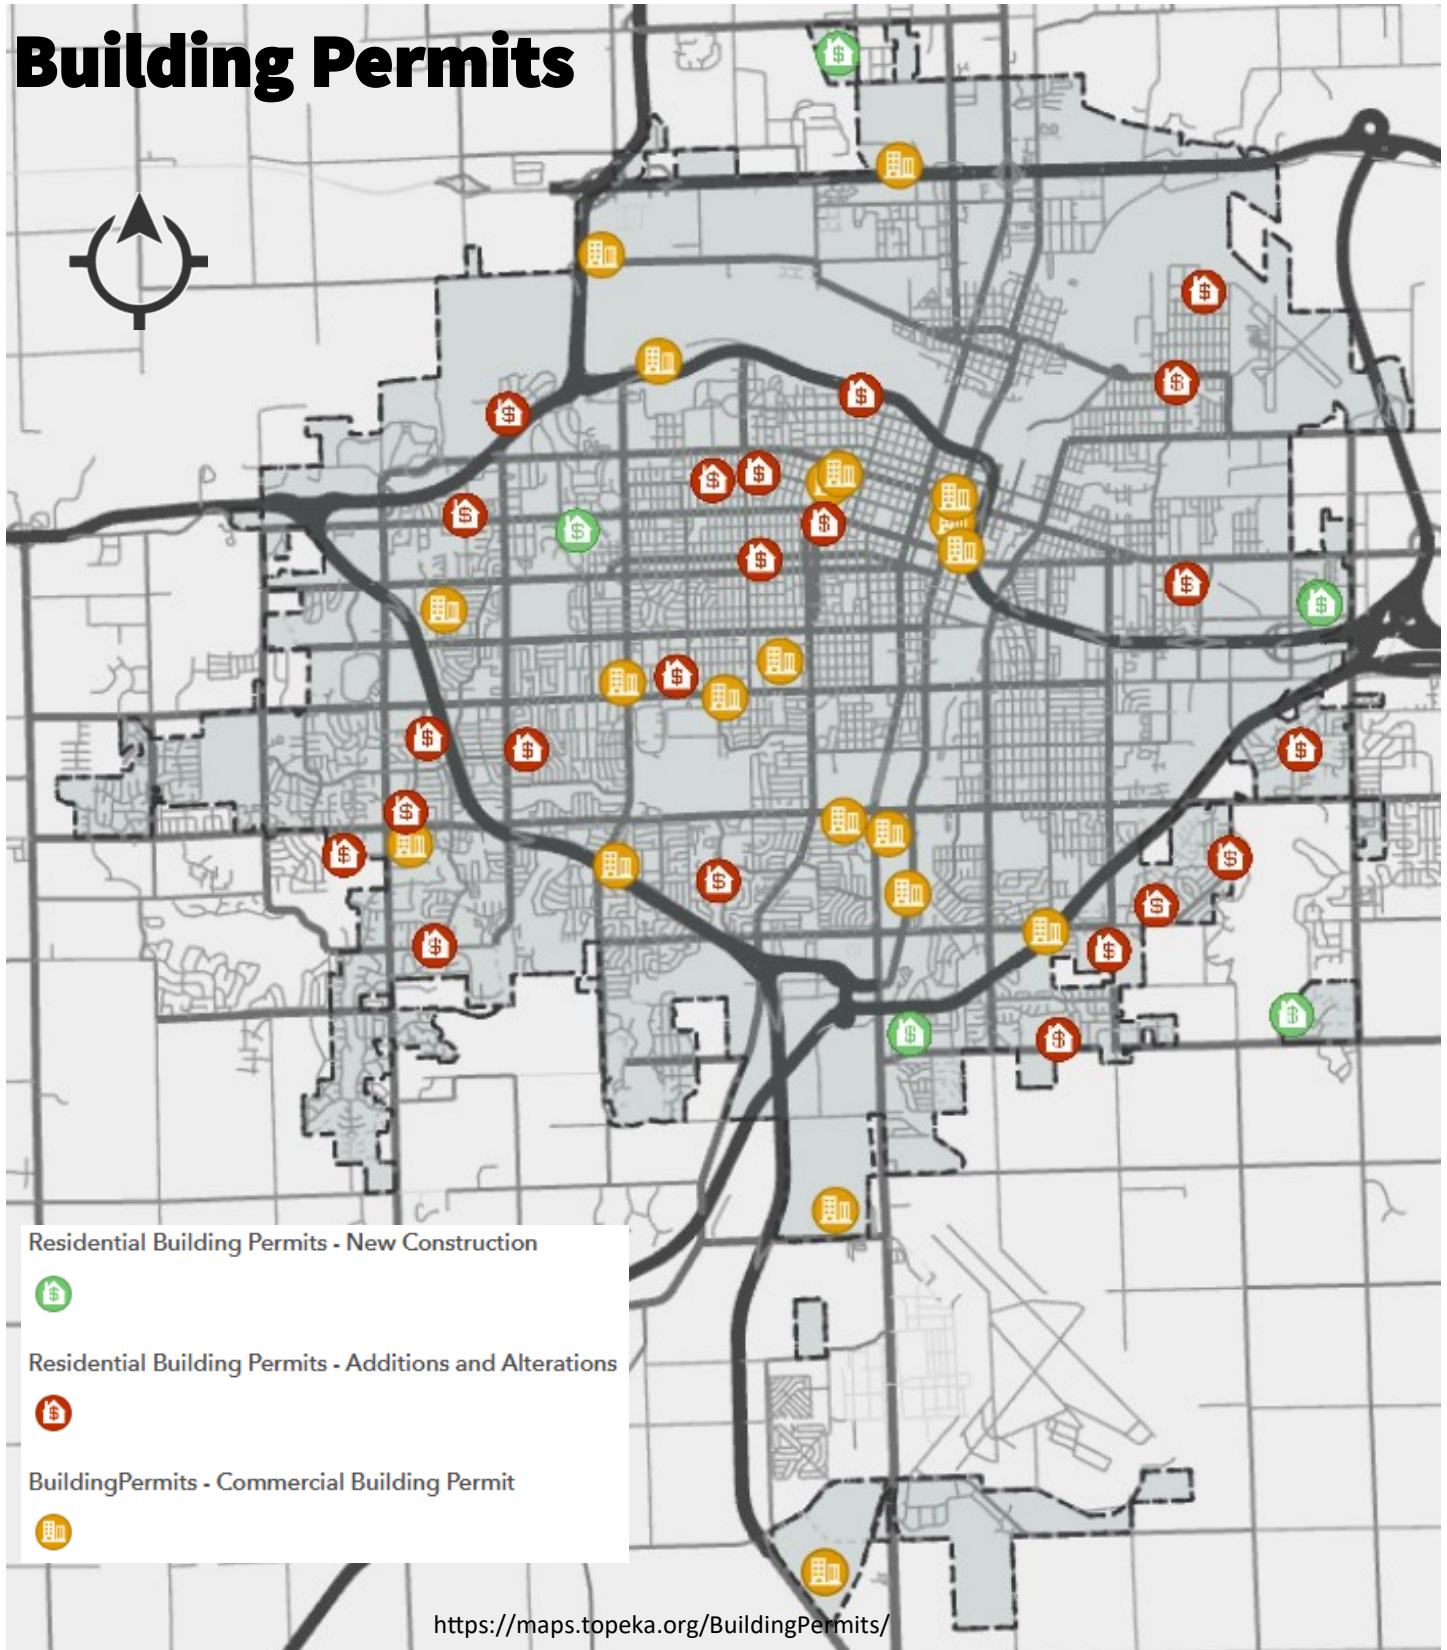 Building Permits
Residential Building Permits - New Construction
Residential Building Permits - Additions and Alterations
BuildingPermits - Commercial Building Permit
https://maps.topeka.org/BuildingPermits/